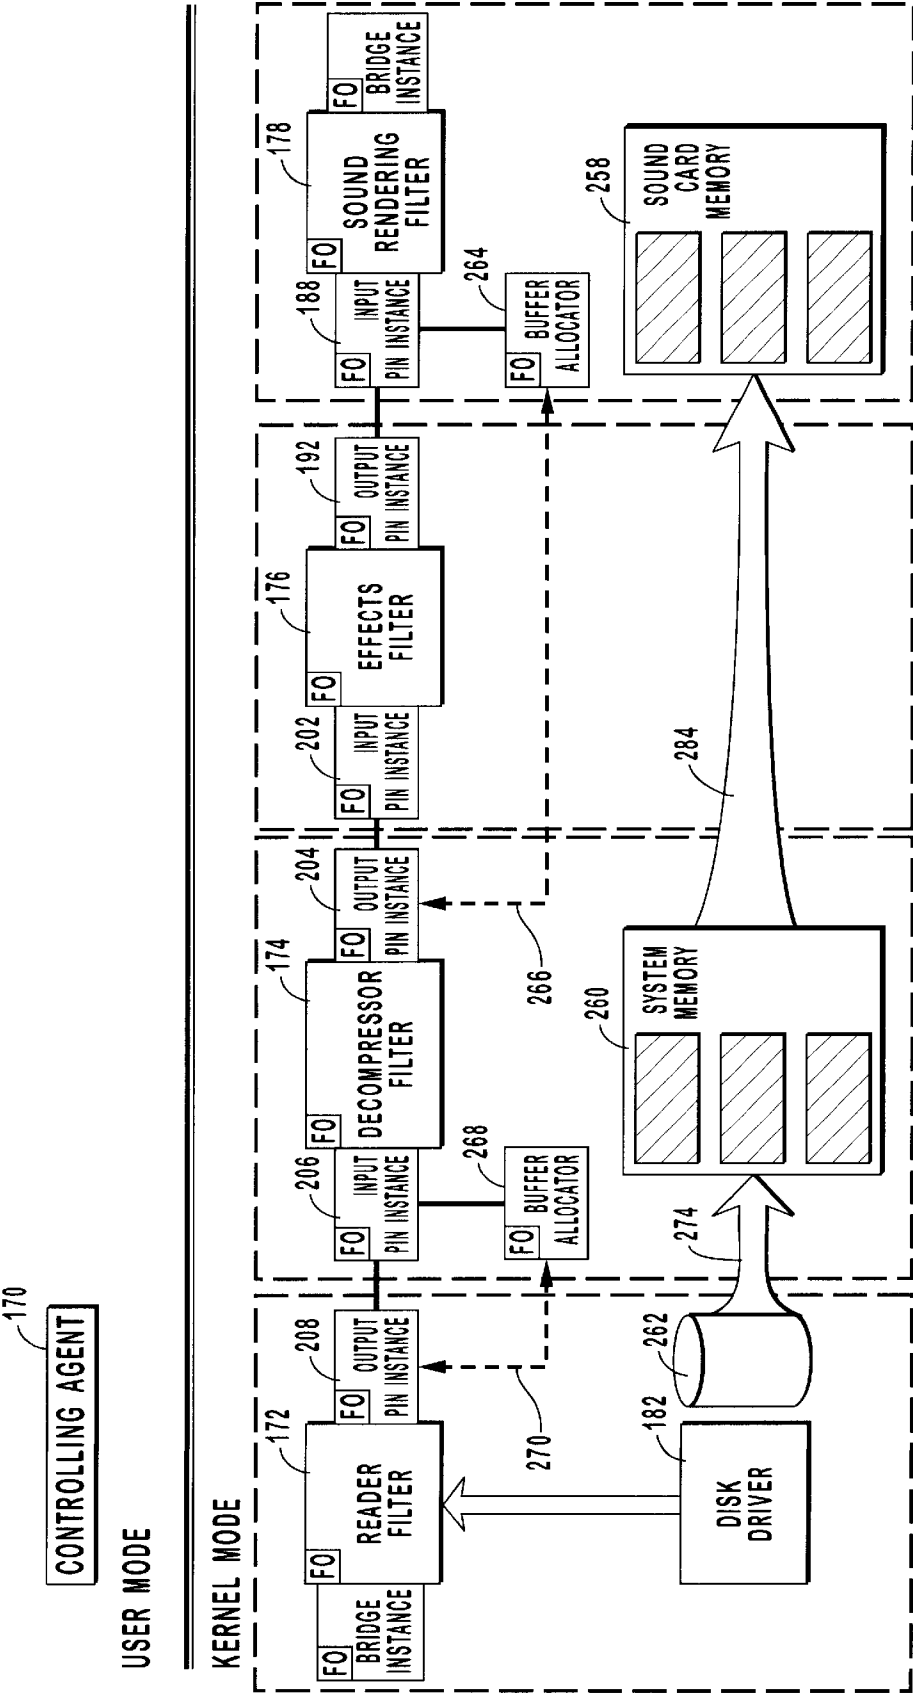 170
CONTROLLING AGENT
USER MODE
KERNEL MODE
FO
BRIDGE
INSTANCE
FO
172
READER
FILTER
208
FO
OUTPUT
PIN INSTANCE
206
FO
INPUT
PIN INSTANCE
FO
174
DECOMPRESSOR
FILTER
204
FO
OUTPUT
PIN INSTANCE
202
FO
INPUT
PIN INSTANCE
FO
176
EFFECTS
FILTER
192
FO
OUTPUT
PIN INSTANCE
188
FO
INPUT
PIN INSTANCE
FO
178
SOUND
RENDERING
FILTER
FO
BRIDGE
INSTANCE
270
268
FO
BUFFER
ALLOCATOR
266
264
FO
BUFFER
ALLOCATOR
182
DISK
DRIVER
262
274
260
SYSTEM
MEMORY
284
258
SOUND
CARD
MEMORY